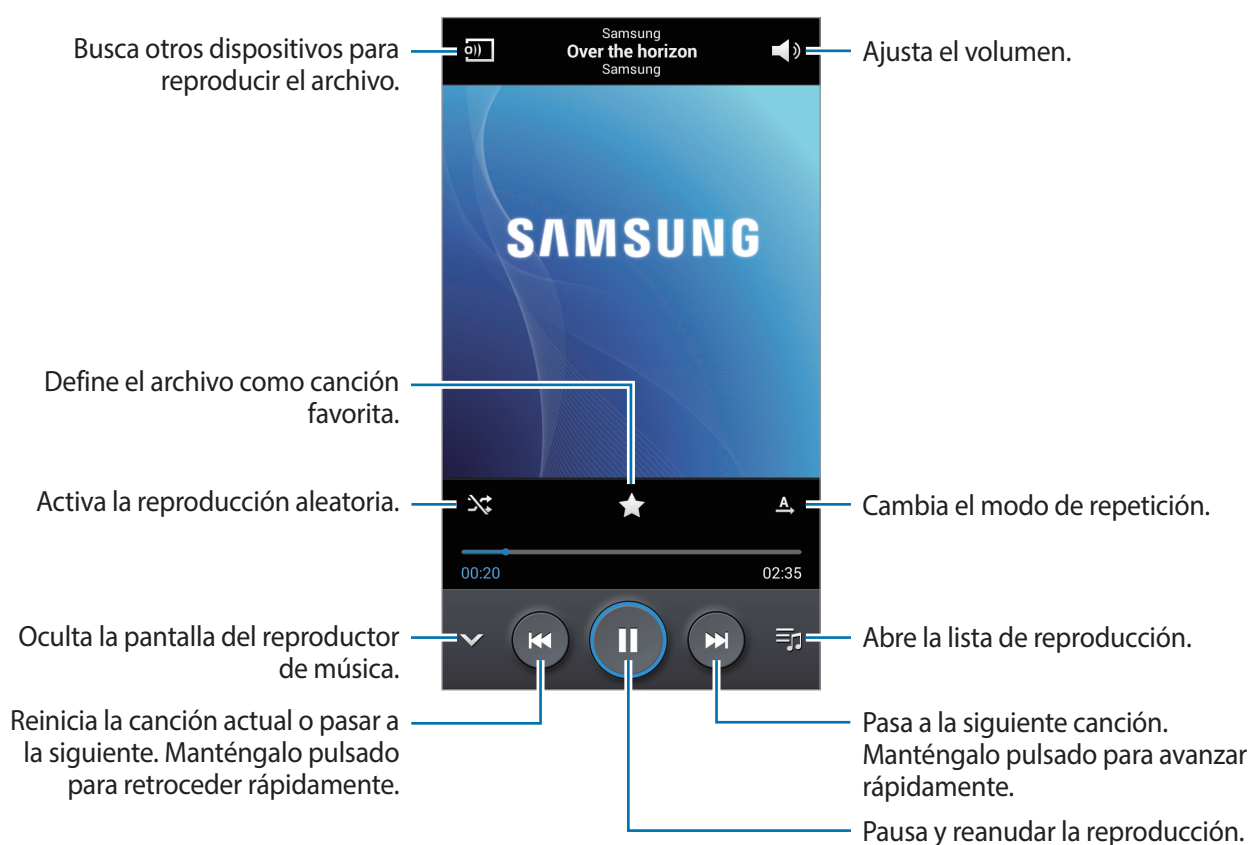 Busca otros dispositivos para
reproducir el archivo.
Samsung
Over the horizon
Samsung
Ajusta el volumen.
SAMSUNG
Define el archivo como canción
favorita.
Activa la reproducción aleatoria.
A
Cambia el modo de repetición.
00:20
02:35
Oculta la pantalla del reproductor
de música.
Abre la lista de reproducción.
Reinicia la canción actual o pasar a
la siguiente. Manténgalo pulsado
para retroceder rápidamente.
Pasa a la siguiente canción.
Manténgalo pulsado para avanzar
rápidamente.
Pausa y reanudar la reproducción.